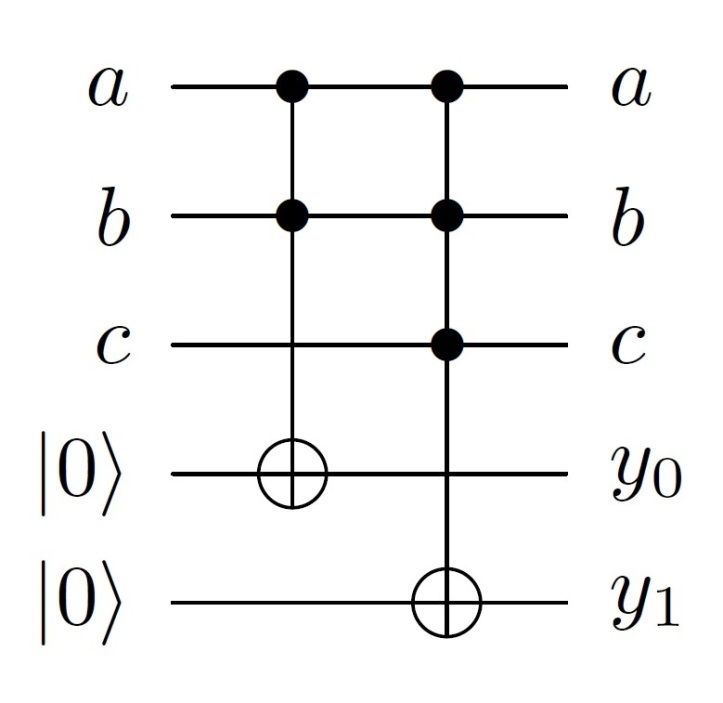 a a
b b
c c
|0⟩ y₀
|0⟩ y₁